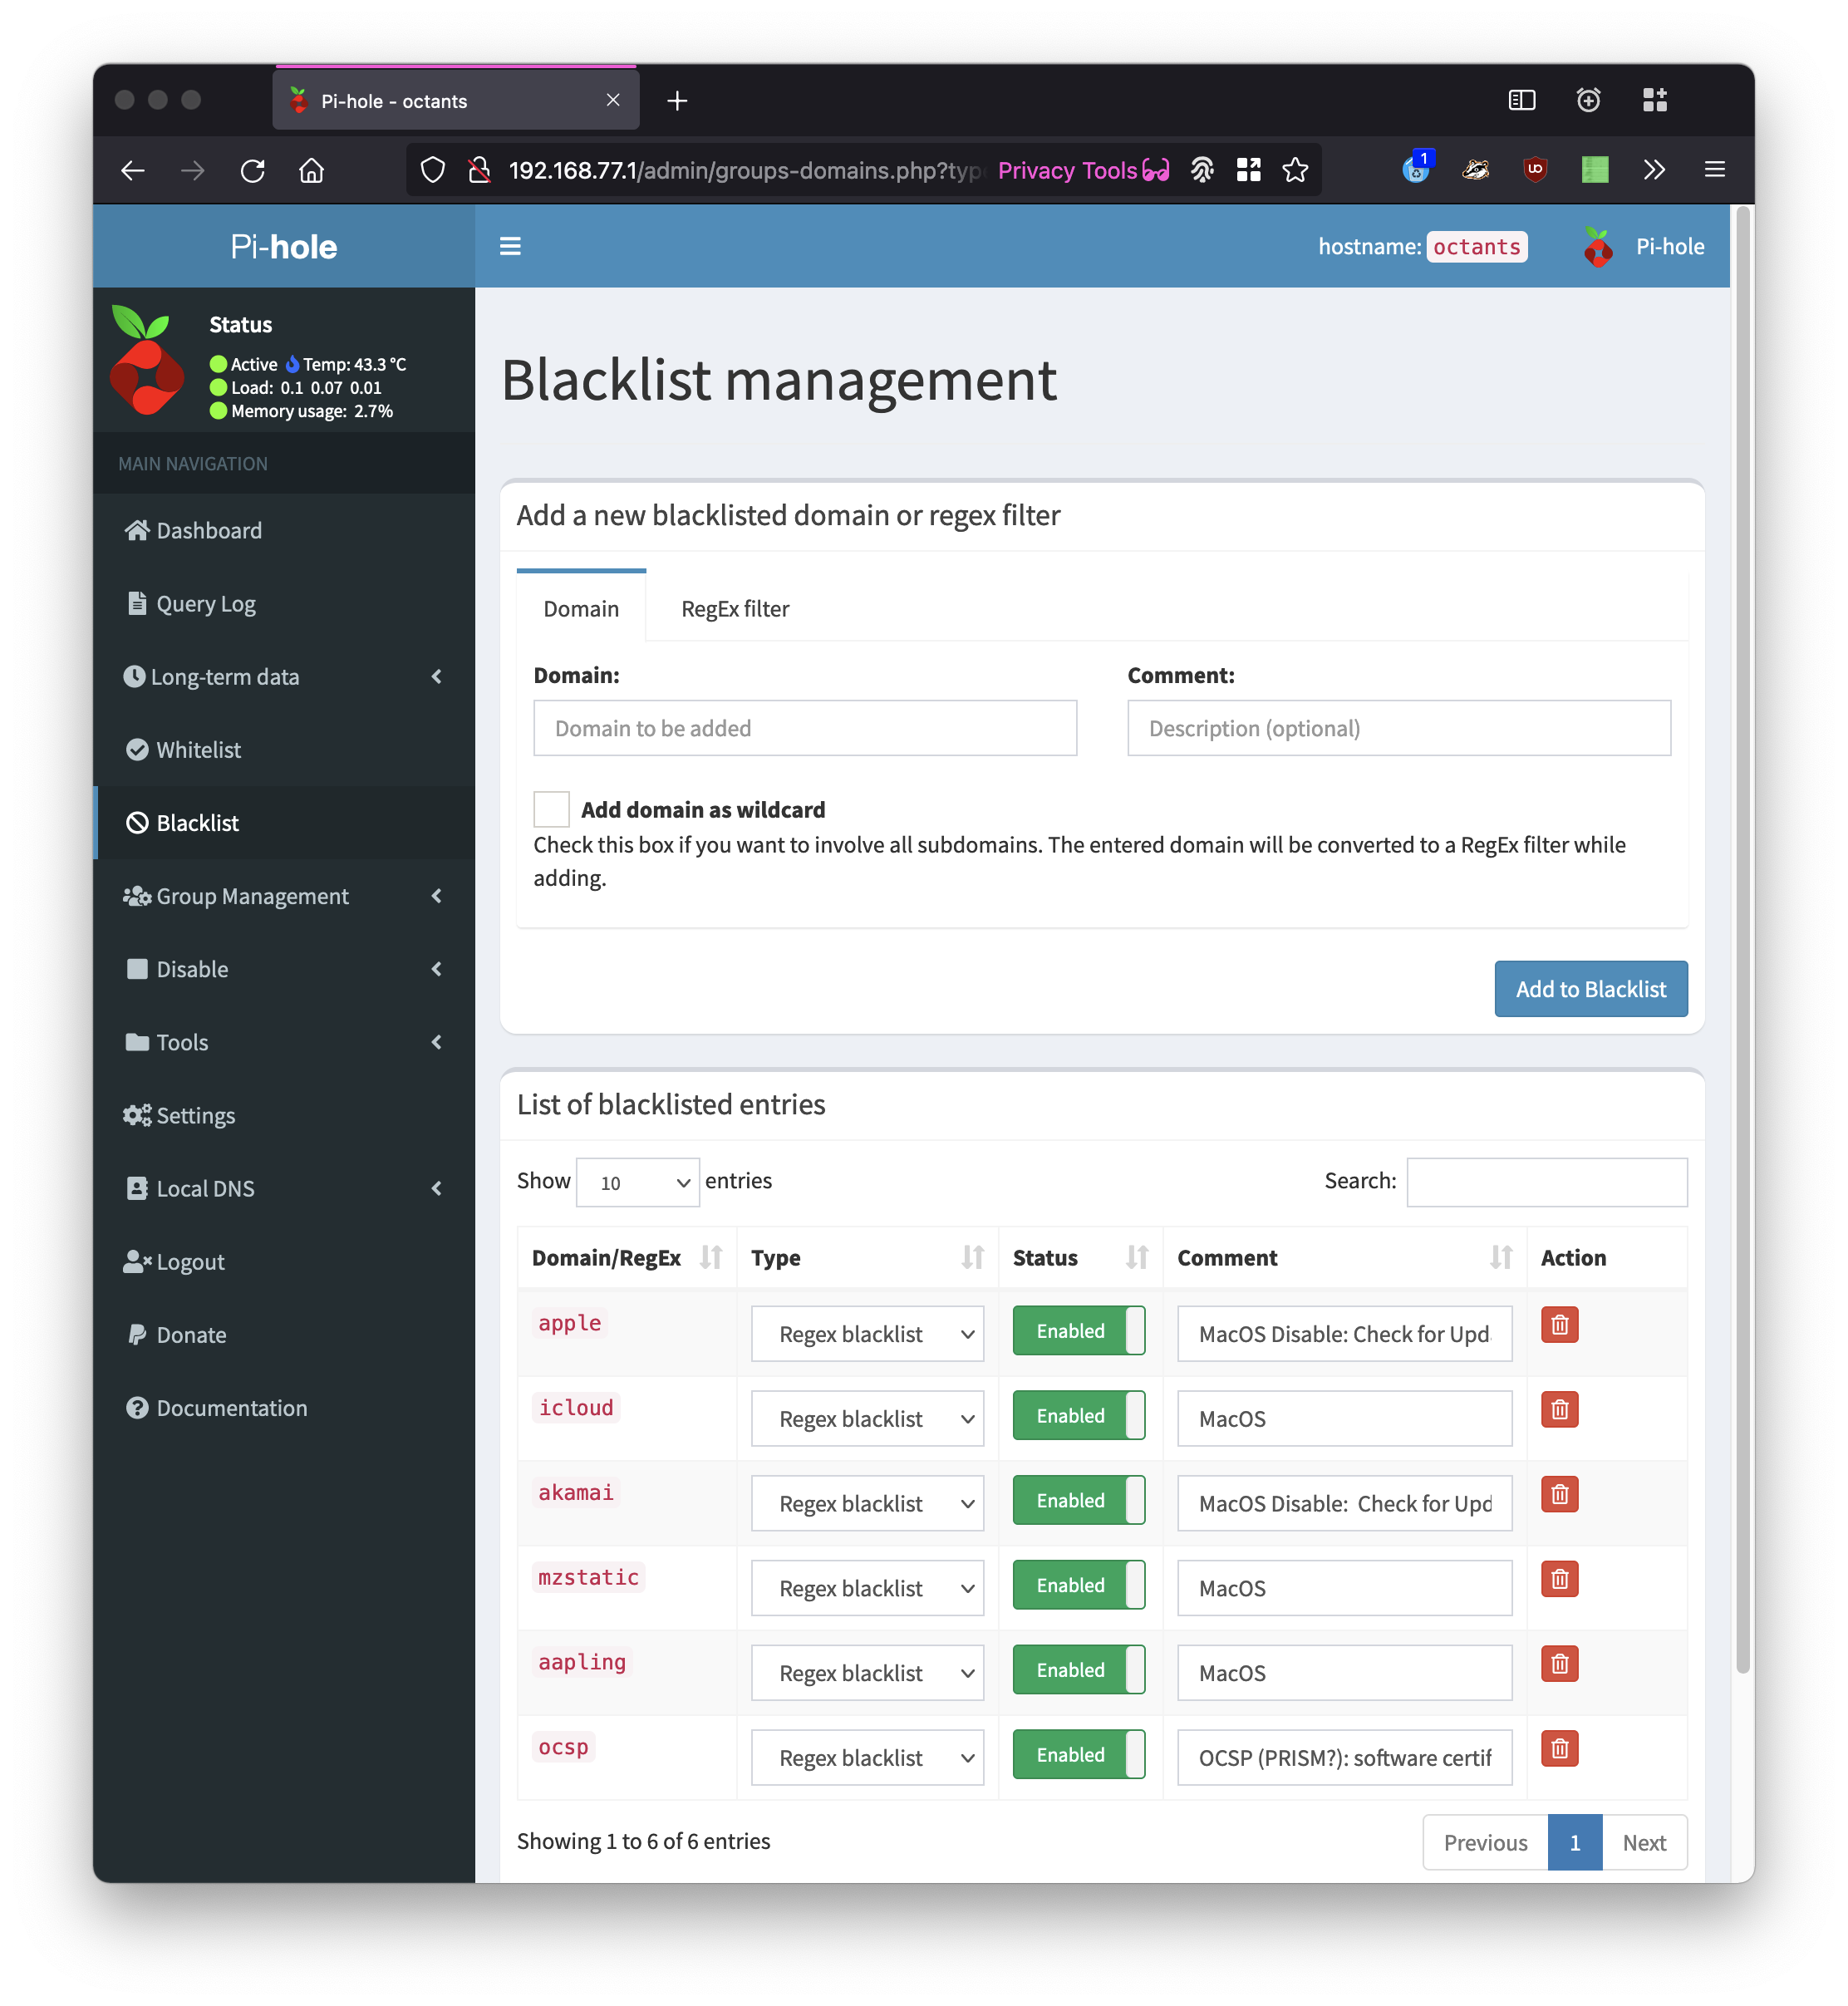 Pi-hole - octants
192.168.77.1/admin/groups-domains.php?typ
Privacy Tools
1
Pi-hole
hostname: octants
Pi-hole
Status
Active Temp: 43.3 °C
Load: 0.1 0.07 0.01
Memory usage: 2.7%
MAIN NAVIGATION
Dashboard
Query Log
Long-term data
Whitelist
Blacklist
Group Management
Disable
Tools
Settings
Local DNS
Logout
Donate
Documentation
Blacklist management
Add a new blacklisted domain or regex filter
Domain RegEx filter
Domain: Comment:
Domain to be added Description (optional)
Add domain as wildcard
Check this box if you want to involve all subdomains. The entered domain will be converted to a RegEx filter while
adding.
Add to Blacklist
List of blacklisted entries
Show 10 entries Search:
Domain/RegEx Type Status Comment Action
apple Regex blacklist Enabled MacOS Disable: Check for Upd
icloud Regex blacklist Enabled MacOS
akamai Regex blacklist Enabled MacOS Disable: Check for Upd
mzstatic Regex blacklist Enabled MacOS
aapling Regex blacklist Enabled MacOS
ocsp Regex blacklist Enabled OCSP (PRISM?): software certif
Showing 1 to 6 of 6 entries Previous 1 Next